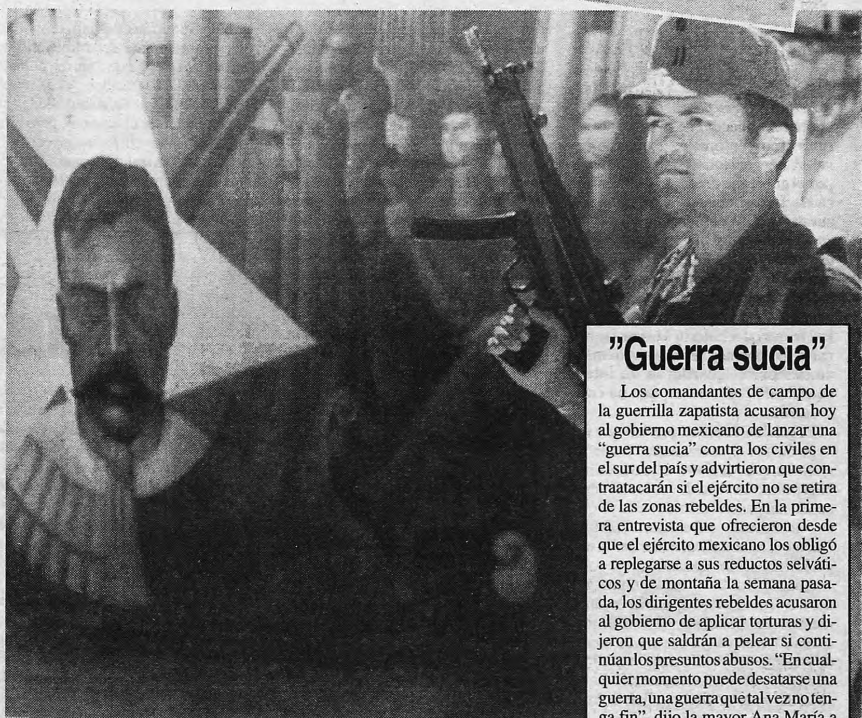 "Guerra sucia"
Los comandantes de campo de
la guerrilla zapatista acusaron hoy
al gobierno mexicano de lanzar una
"guerra sucia" contra los civiles en
el sur del país y advirtieron que con-
traatacarán si el ejército no se retira
de las zonas rebeldes. En la prime-
ra entrevista que ofrecieron desde
que el ejército mexicano los obligó
a replegarse a sus reductos selváti-
cos y de montaña la semana pasa-
da, los dirigentes rebeldes acusaron
al gobierno de aplicar torturas y di-
jeron que saldrán a pelear si conti-
núan los presuntos abusos. "En cual-
quier momento puede desatarse una
guerra, una guerra que tal vez no ten-
ga fin", dijo la mayor Ana María a